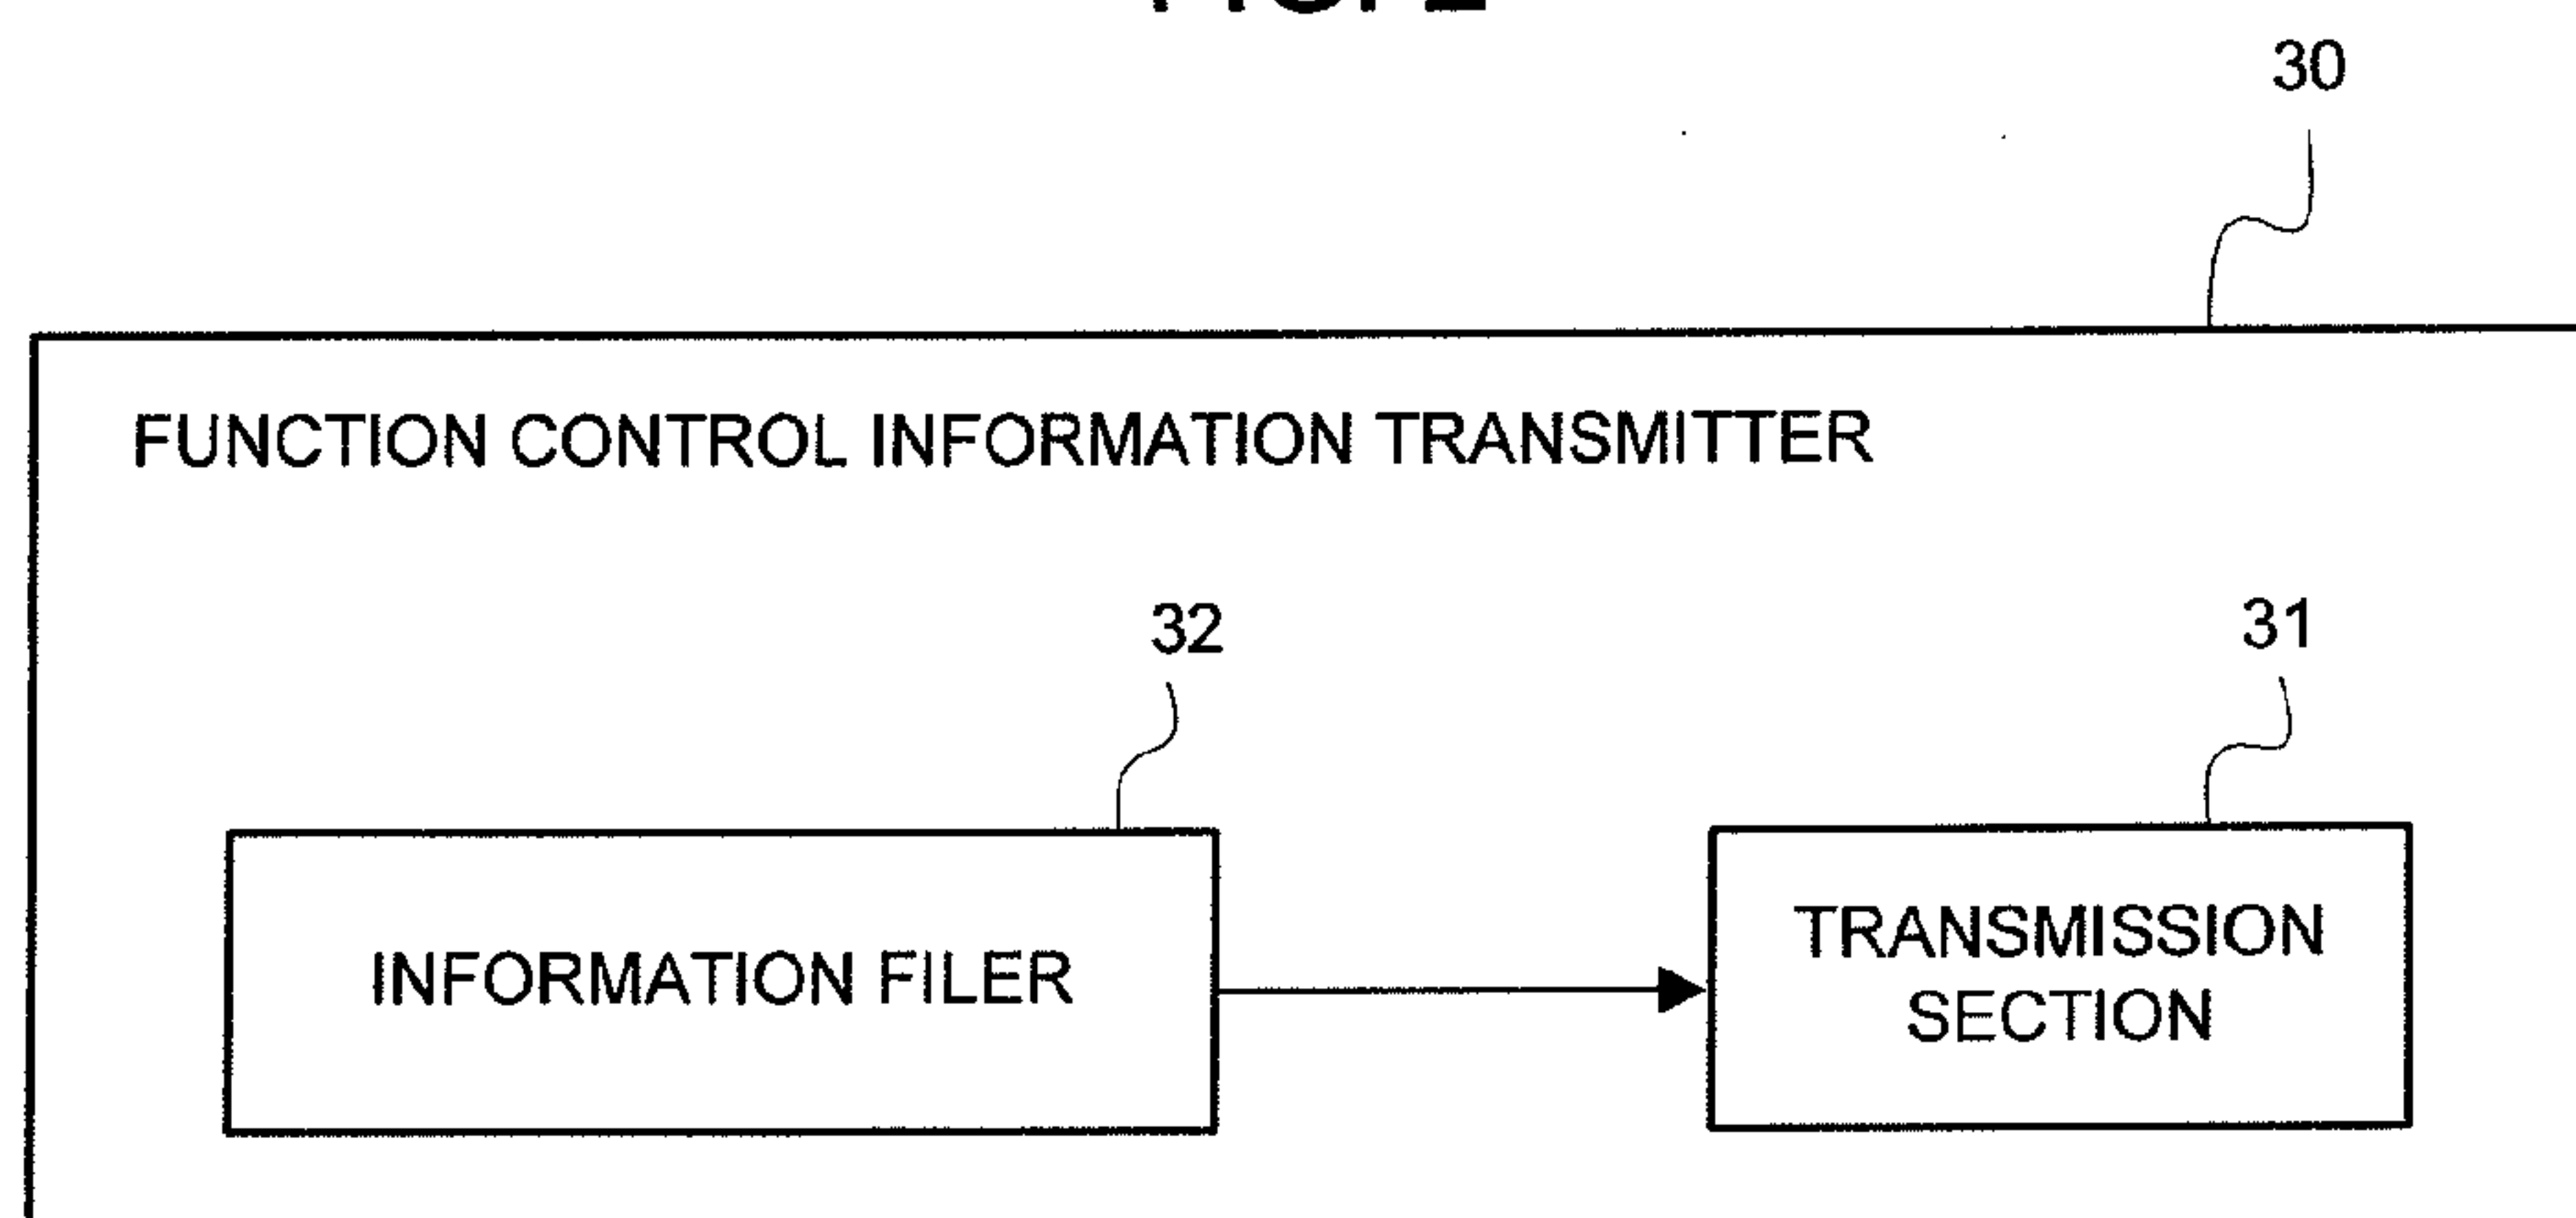 30
FUNCTION CONTROL INFORMATION TRANSMITTER
32
31
INFORMATION FILER
TRANSMISSION
SECTION